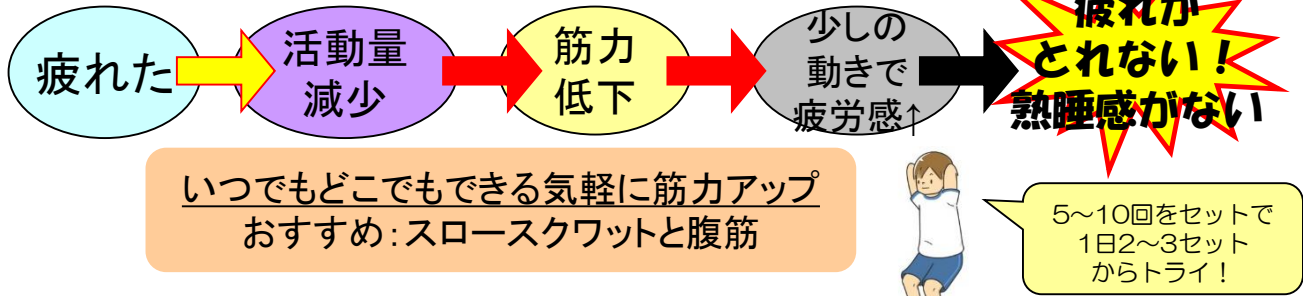 疲れた
活動量
減少
筋力
低下
少しの
動きで
疲労感↑
疲れが
とれない！
熟睡感がない
いつでもどこでもできる気軽に筋力アップ
おすすめ：スロースクワットと腹筋
5～10回をセットで
1日2～3セット
からトライ！